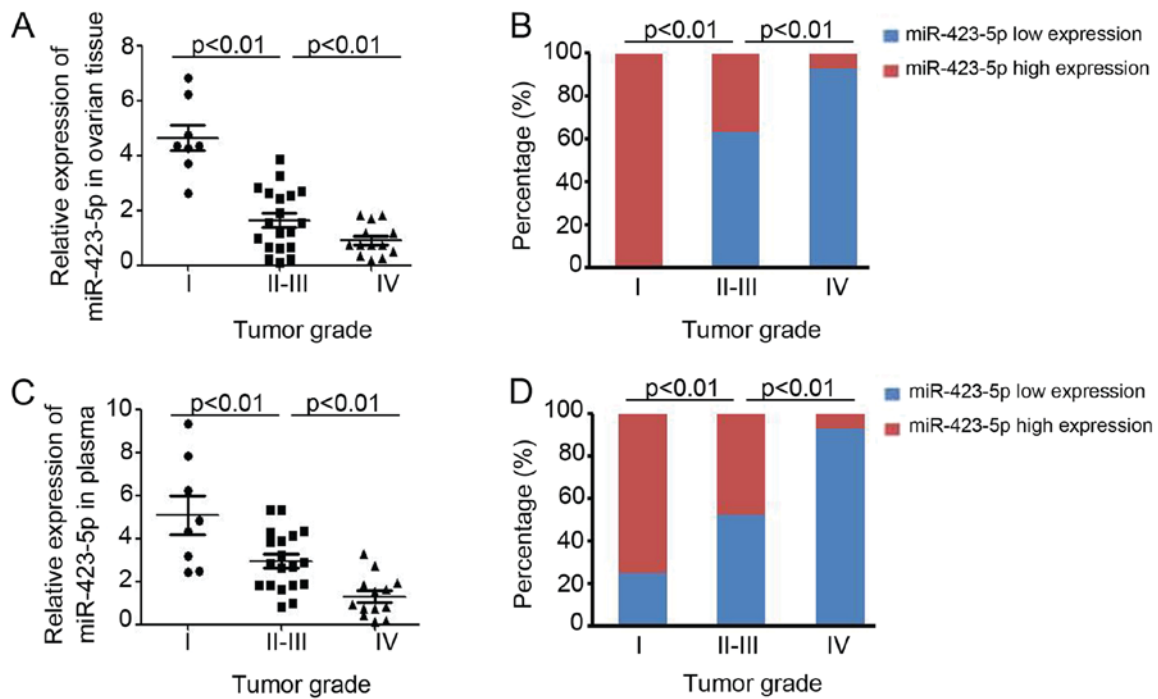 A
Relative expression of
miR-423-5p in ovarian tissue
8
6
4
2
0
p<0.01
p<0.01
I
II-III
IV
Tumor grade
B
Percentage (%)
100
80
60
40
20
0
p<0.01
p<0.01
I
II-III
IV
Tumor grade
miR-423-5p low expression
miR-423-5p high expression
C
Relative expression of
miR-423-5p in plasma
10
8
6
4
2
0
p<0.01
p<0.01
I
II-III
IV
Tumor grade
D
Percentage (%)
100
80
60
40
20
0
p<0.01
p<0.01
I
II-III
IV
Tumor grade
miR-423-5p low expression
miR-423-5p high expression